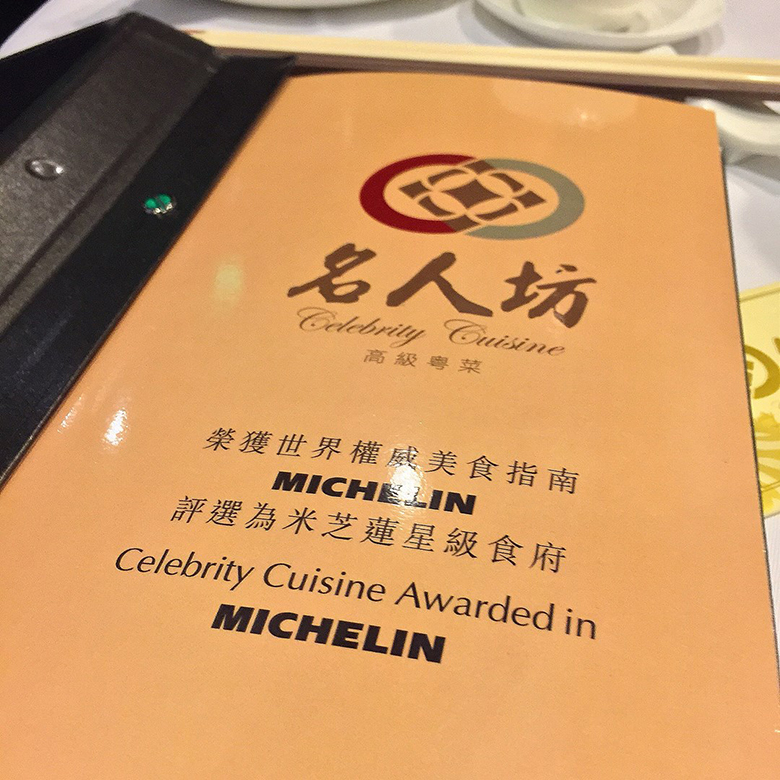 名人坊
Celebrity Cuisine
高級粤菜
榮獲世界權威美食指南
MICHELIN
評選為米芝蓮星級食府
Celebrity Cuisine Awarded in
MICHELIN